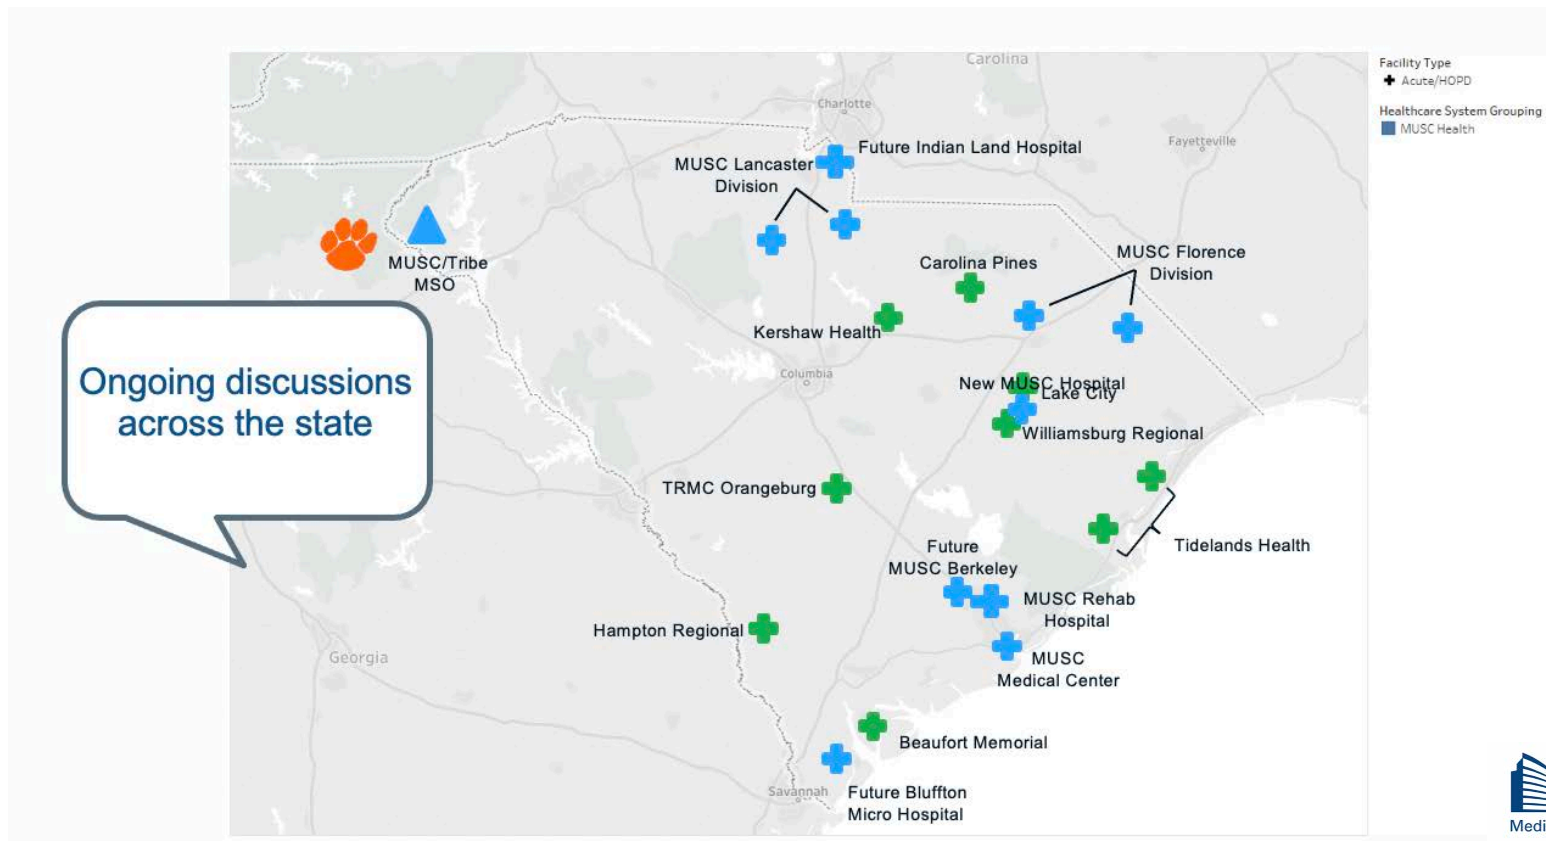 Carolina
Charlotte
Fayetteville
Facility Type
Acute/HOPD
Healthcare System Grouping
MUSC Health
Future Indian Land Hospital
MUSC Lancaster
Division
MUSC/Tribe
MSO
Carolina Pines
MUSC Florence
Division
Kershaw Health
Columbia
New MUSC Hospital
Lake City
Williamsburg Regional
Ongoing discussions
across the state
TRMC Orangeburg
Tidelands Health
Future
MUSC Berkeley
MUSC Rehab
Hospital
Hampton Regional
Georgia
MUSC
Medical Center
Beaufort Memorial
Savannah
Future Bluffton
Micro Hospital
Medi